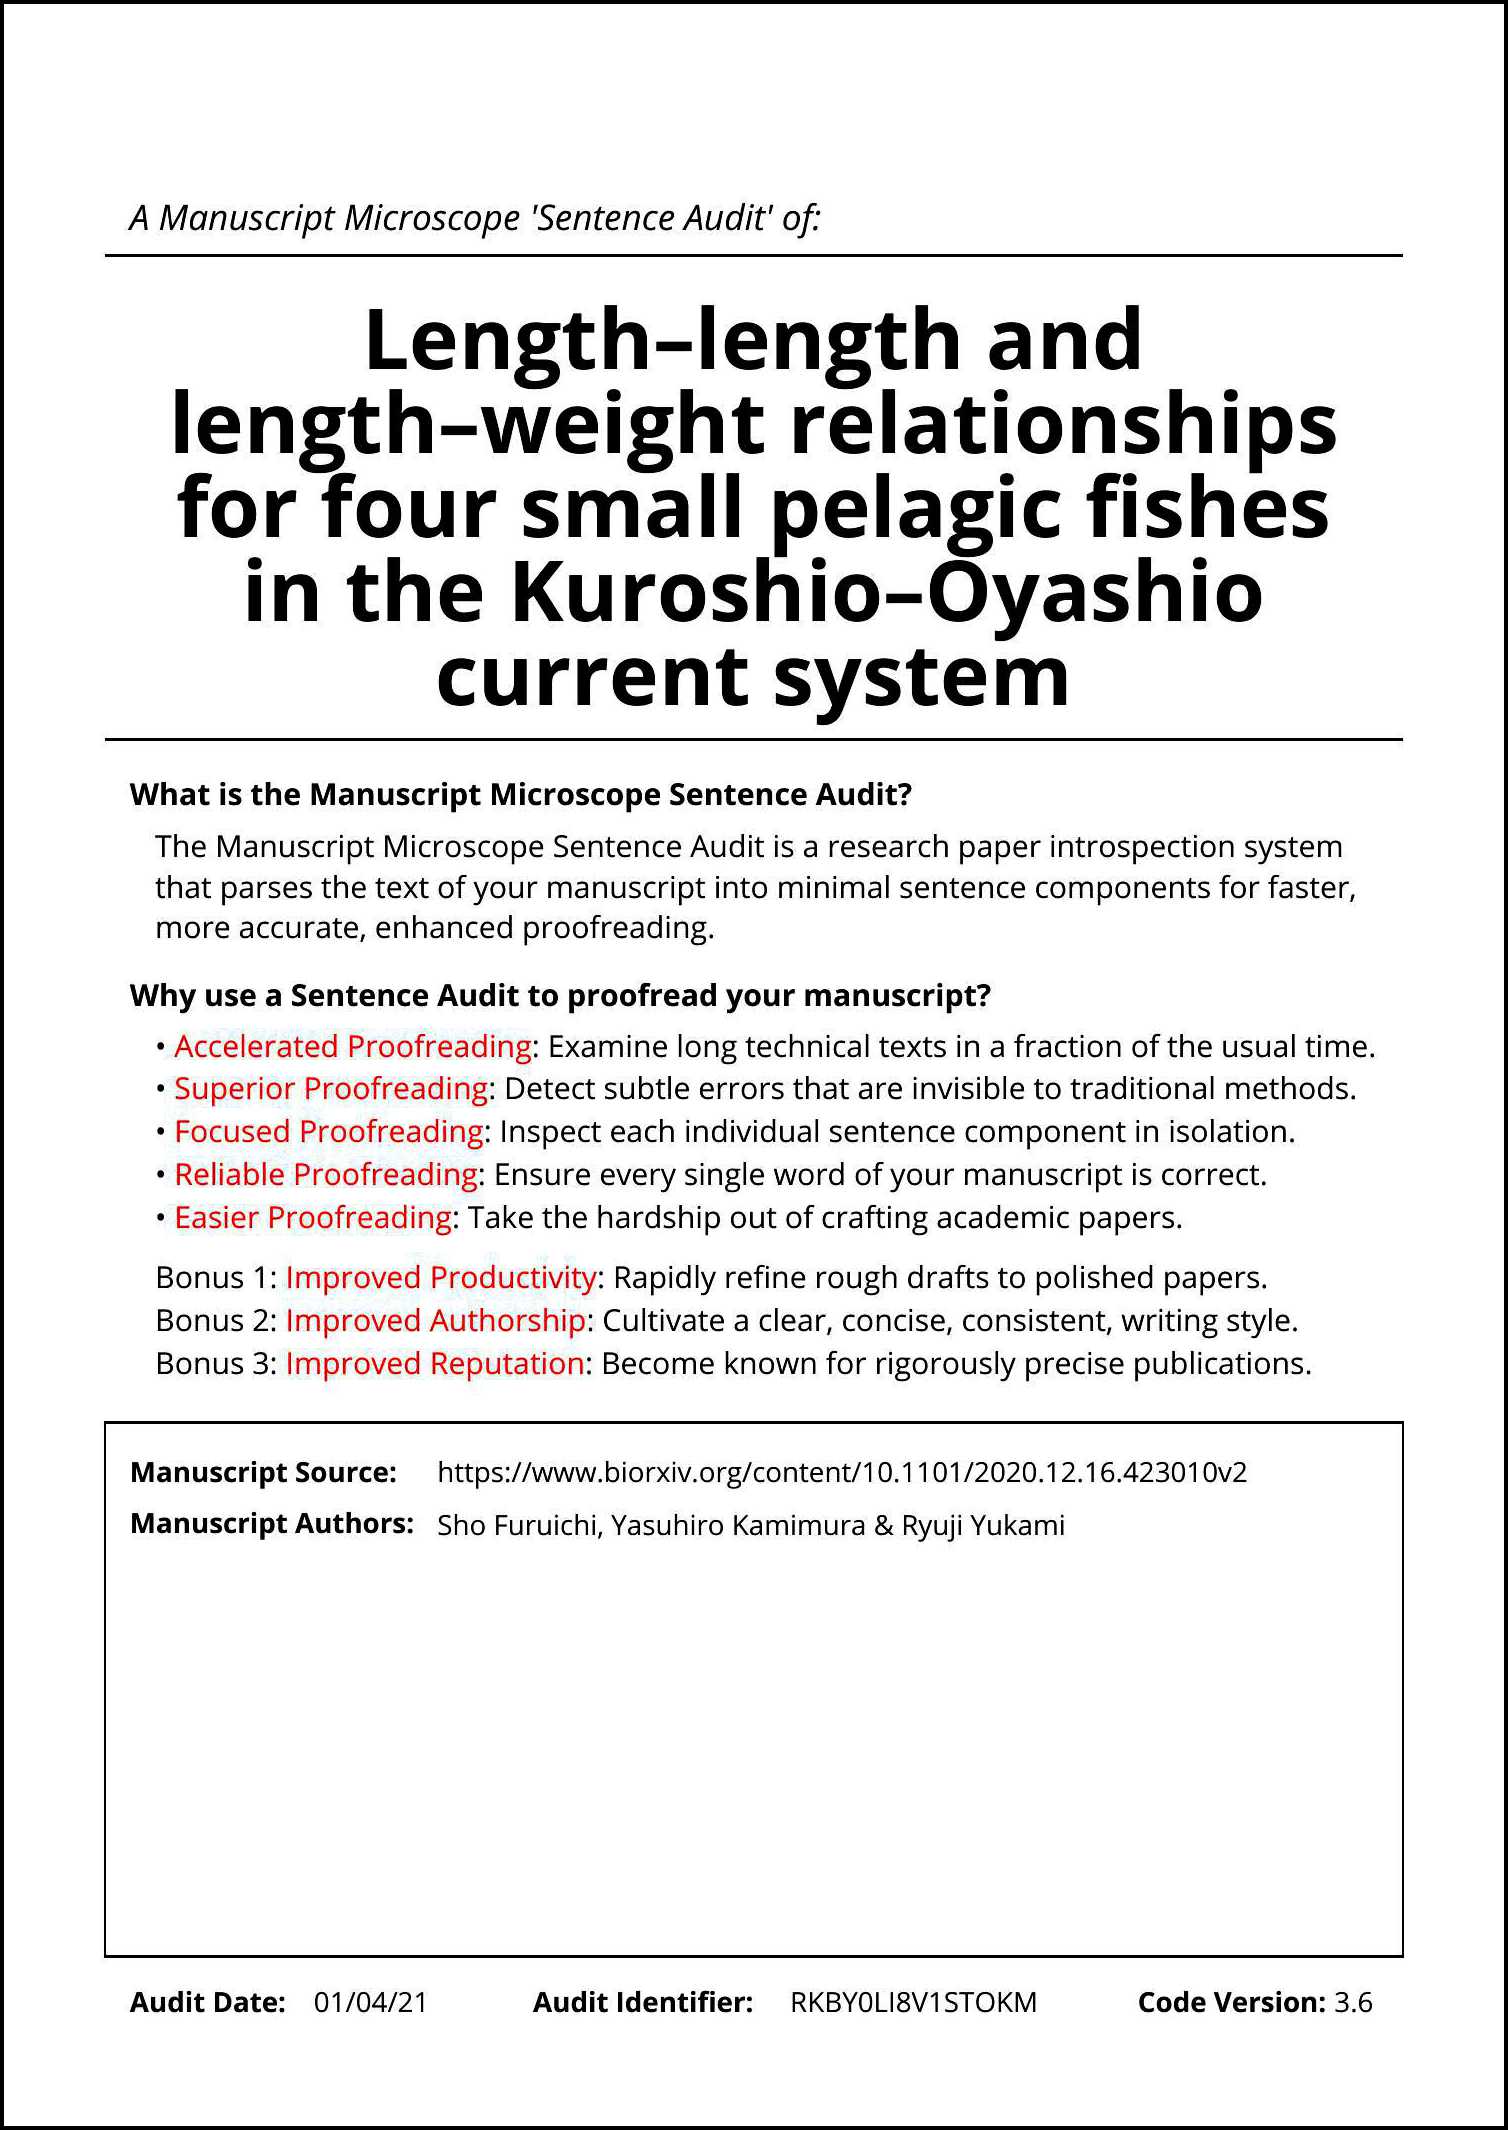 A Manuscript Microscope 'Sentence Audit' of:
Length–length and
length–weight relationships
for four small pelagic fishes
in the Kuroshio–Oyashio
current system
What is the Manuscript Microscope Sentence Audit?
The Manuscript Microscope Sentence Audit is a research paper introspection system
that parses the text of your manuscript into minimal sentence components for faster,
more accurate, enhanced proofreading.
Why use a Sentence Audit to proofread your manuscript?
• Accelerated Proofreading: Examine long technical texts in a fraction of the usual time.
• Superior Proofreading: Detect subtle errors that are invisible to traditional methods.
• Focused Proofreading: Inspect each individual sentence component in isolation.
• Reliable Proofreading: Ensure every single word of your manuscript is correct.
• Easier Proofreading: Take the hardship out of crafting academic papers.
Bonus 1: Improved Productivity: Rapidly refine rough drafts to polished papers.
Bonus 2: Improved Authorship: Cultivate a clear, concise, consistent, writing style.
Bonus 3: Improved Reputation: Become known for rigorously precise publications.
Manuscript Source: https://www.biorxiv.org/content/10.1101/2020.12.16.423010v2
Manuscript Authors: Sho Furuichi, Yasuhiro Kamimura & Ryuji Yukami
Audit Date: 01/04/21 Audit Identifier: RKBY0LI8V1STOKM Code Version: 3.6